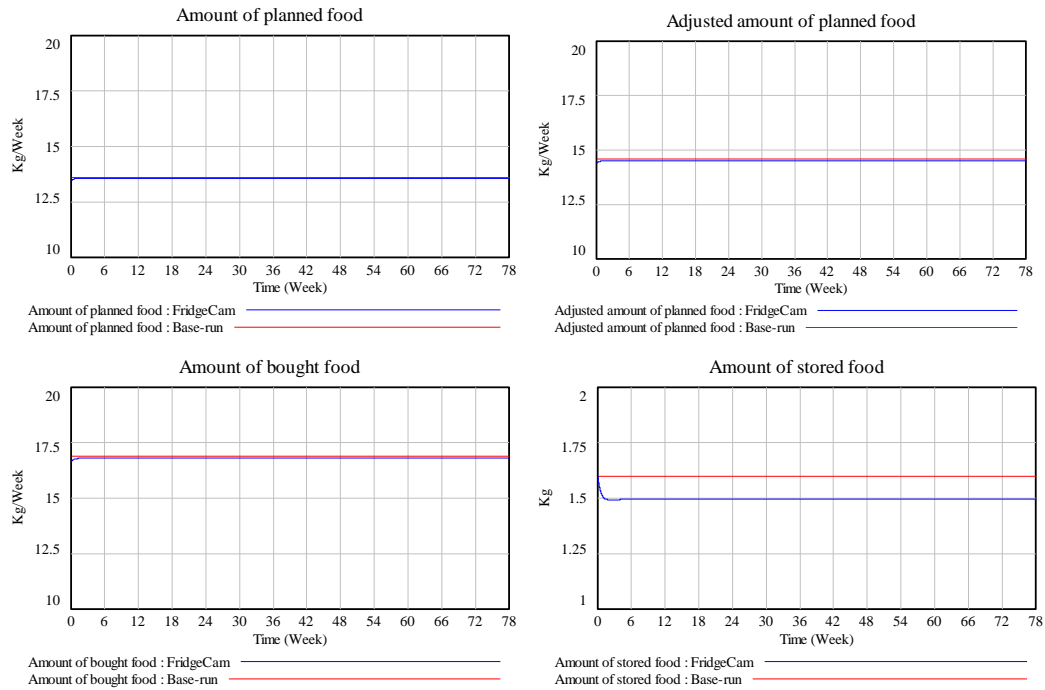 Amount of planned food
20
17.5
15
12.5
10
Kg/Week
0 6 12 18 24 30 36 42 48 54 60 66 72 78
Time (Week)
Amount of planned food : FridgeCam
Amount of planned food : Base-run
Adjusted amount of planned food
20
17.5
15
12.5
10
Kg/Week
0 6 12 18 24 30 36 42 48 54 60 66 72 78
Time (Week)
Adjusted amount of planned food : FridgeCam
Adjusted amount of planned food : Base-run
Amount of bought food
20
17.5
15
12.5
10
Kg/Week
0 6 12 18 24 30 36 42 48 54 60 66 72 78
Time (Week)
Amount of bought food : FridgeCam
Amount of bought food : Base-run
Amount of stored food
2
1.75
1.5
1.25
1
Kg
0 6 12 18 24 30 36 42 48 54 60 66 72 78
Time (Week)
Amount of stored food : FridgeCam
Amount of stored food : Base-run